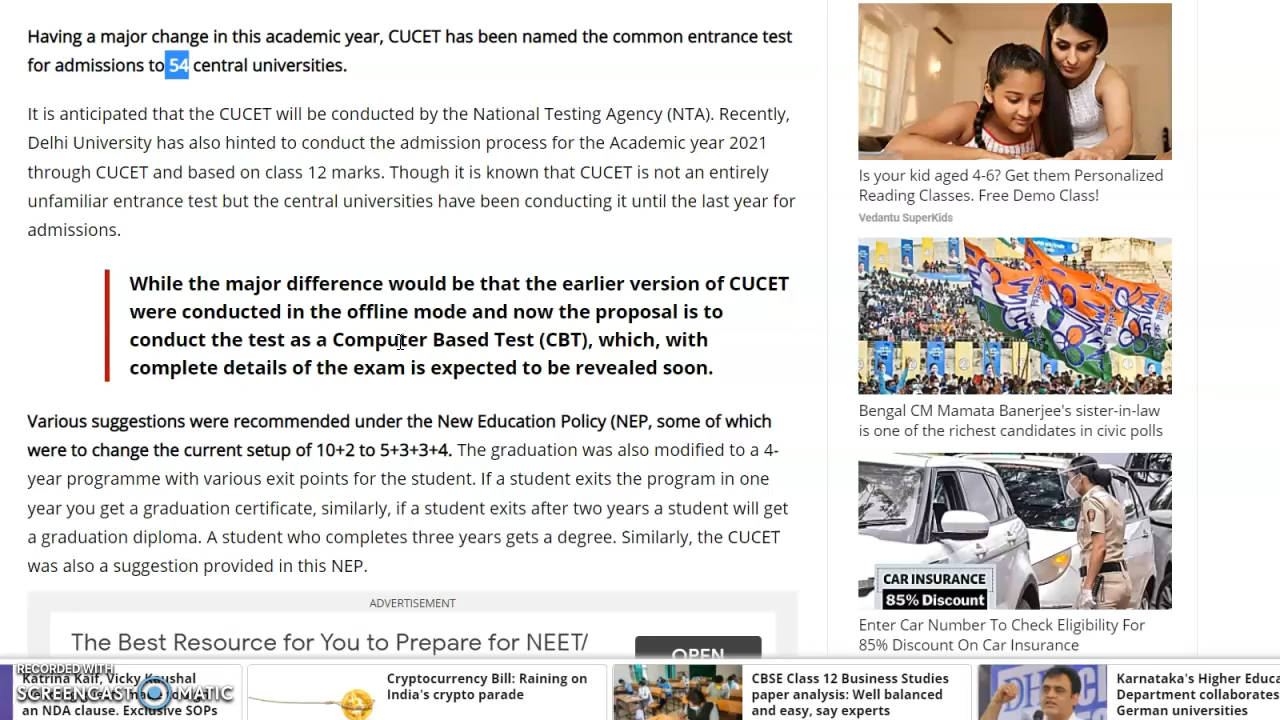 Having a major change in this academic year, CUCET has been named the common entrance test
for admissions to 54 central universities.
It is anticipated that the CUCET will be conducted by the National Testing Agency (NTA). Recently,
Delhi University has also hinted to conduct the admission process for the Academic year 2021
through CUCET and based on class 12 marks. Though it is known that CUCET is not an entirely
unfamiliar entrance test but the central universities have been conducting it until the last year for
admissions.
While the major difference would be that the earlier version of CUCET
were conducted in the offline mode and now the proposal is to
conduct the test as a Computer Based Test (CBT), which, with
complete details of the exam is expected to be revealed soon.
Various suggestions were recommended under the New Education Policy (NEP, some of which
were to change the current setup of 10+2 to 5+3+3+4. The graduation was also modified to a 4-
year programme with various exit points for the student. If a student exits the program in one
year you get a graduation certificate, similarly, if a student exits after two years a student will get
a graduation diploma. A student who completes three years gets a degree. Similarly, the CUCET
was also a suggestion provided in this NEP.
ADVERTISEMENT
The Best Resource for You to Prepare for NEET/
OPEN
Is your kid aged 4-6? Get them Personalized
Reading Classes. Free Demo Class!
Vedantu SuperKids
Bengal CM Mamata Banerjee's sister-in-law
is one of the richest candidates in civic polls
CAR INSURANCE
85% Discount
Enter Car Number To Check Eligibility For
85% Discount On Car Insurance
RECORDED WITH
SCREENCAST MATIC
Katrina Kaif, Vicky Kaushal
an NDA clause. Exclusive SOPs
Cryptocurrency Bill: Raining on
India's crypto parade
CBSE Class 12 Business Studies
paper analysis: Well balanced
and easy, say experts
Karnataka's Higher Educa
Department collaborates
German universities